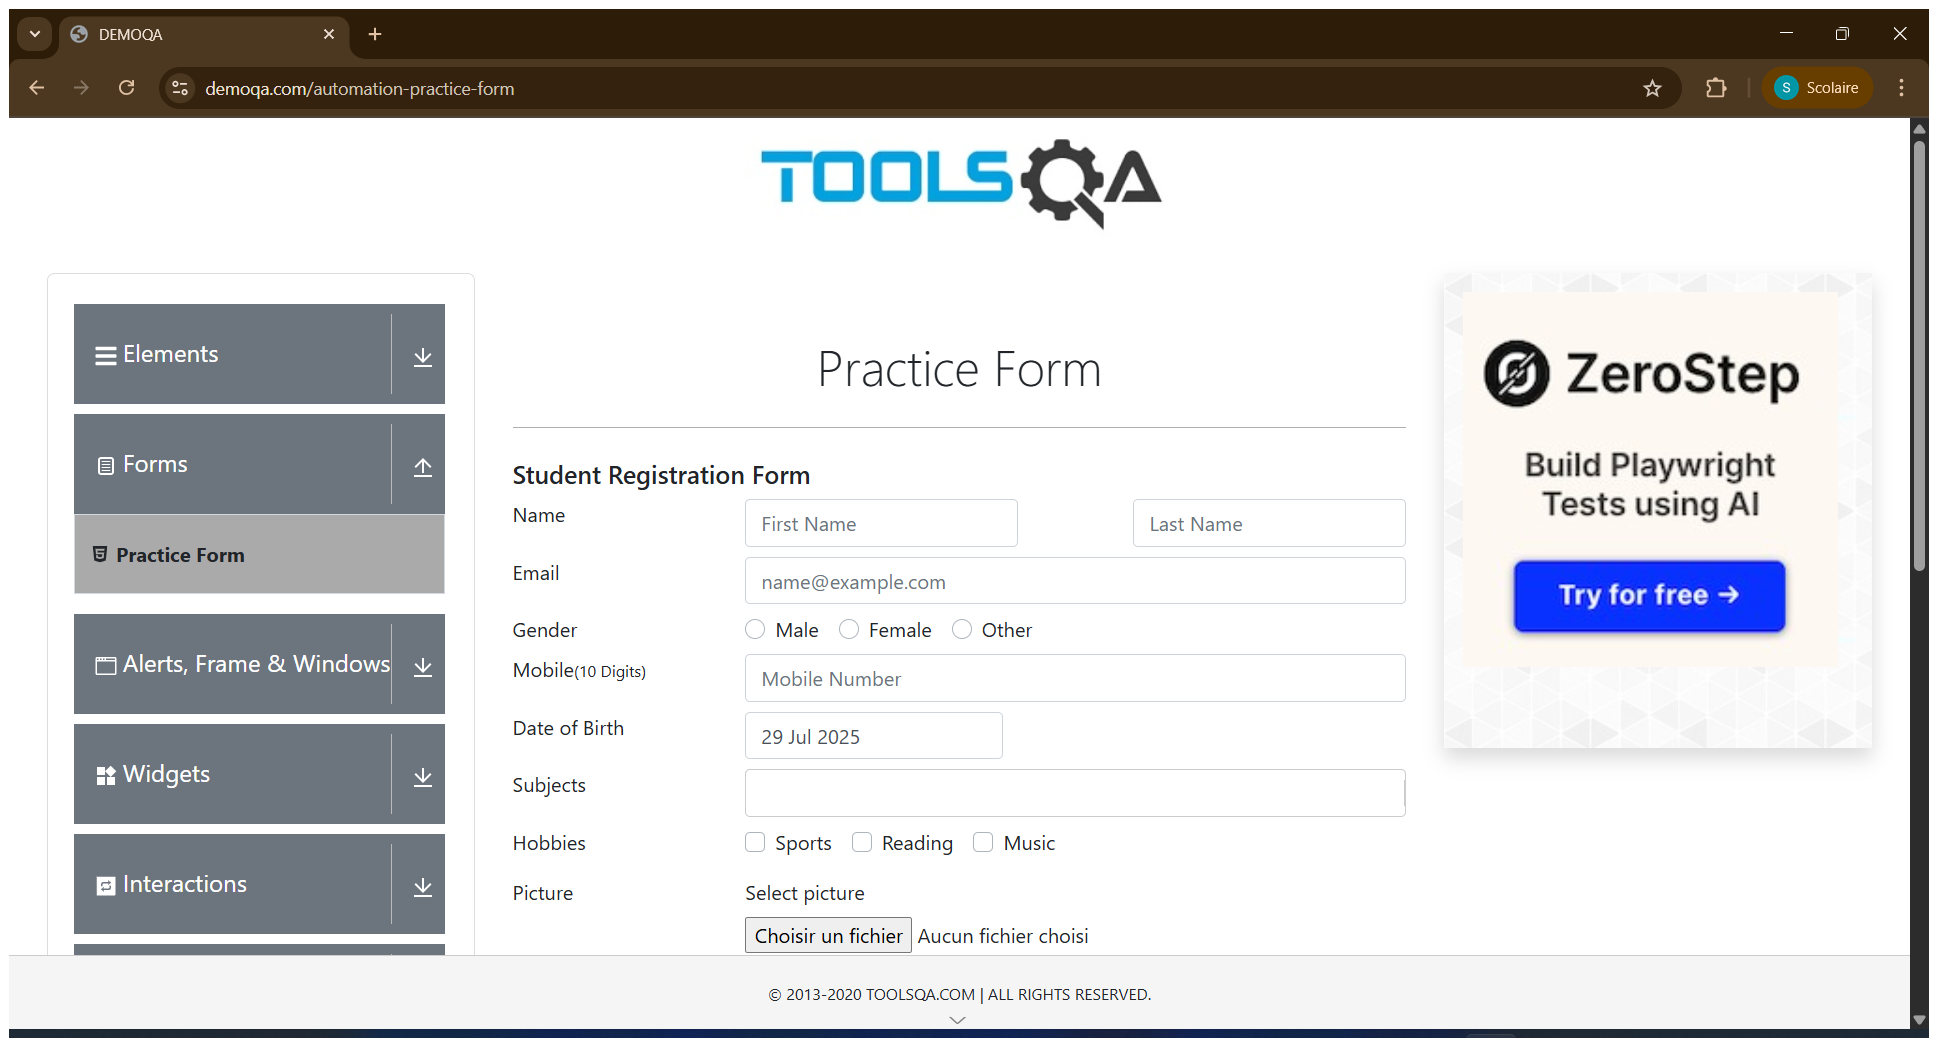 DEMOQA
demoqa.com/automation-practice-form
S Scolaire
TOOLSQA
Elements
Forms
Practice Form
Alerts, Frame & Windows
Widgets
Interactions
Practice Form
Student Registration Form
Name First Name Last Name
Email name@example.com
Gender Male Female Other
Mobile(10 Digits) Mobile Number
Date of Birth 29 Jul 2025
Subjects
Hobbies Sports Reading Music
Picture Select picture
Choisir un fichier Aucun fichier choisi
ZeroStep
Build Playwright
Tests using AI
Try for free →
© 2013-2020 TOOLSQA.COM | ALL RIGHTS RESERVED.